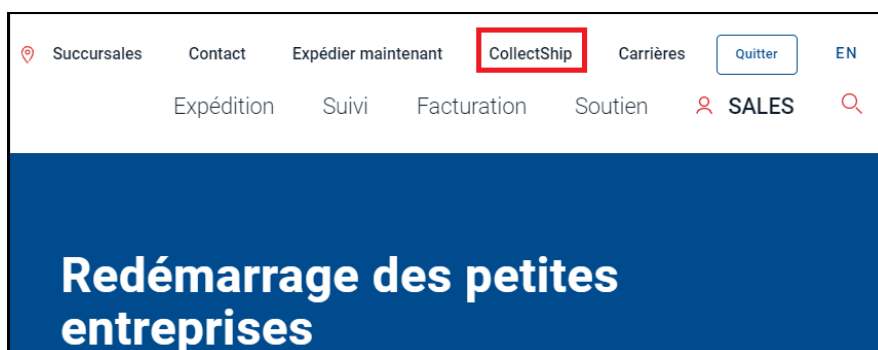 Succursales Contact Expédier maintenant CollectShip Carrières Quitter EN
Expédition Suivi Facturation Soutien SALES
Redémarrage des petites
entreprises